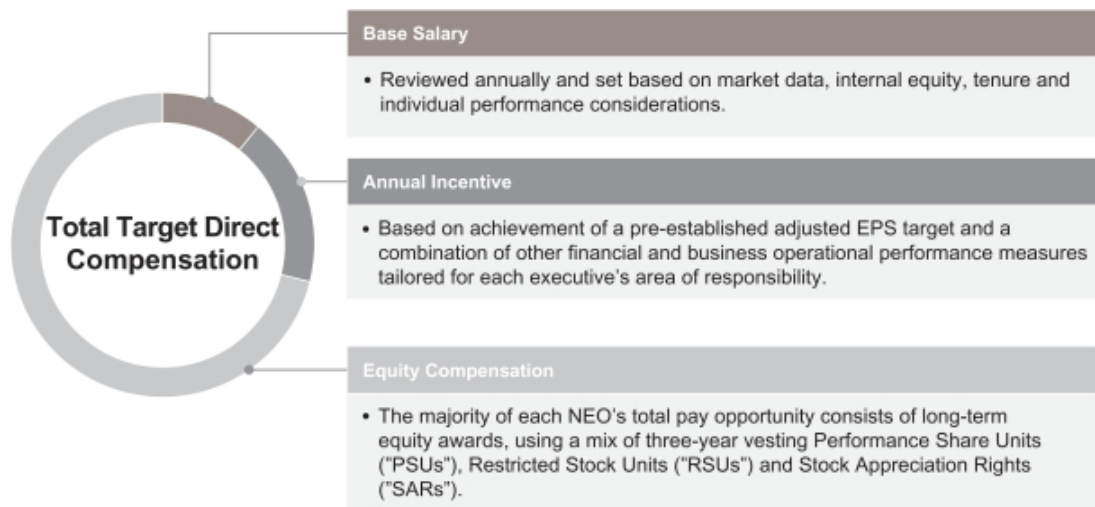 Base Salary
• Reviewed annually and set based on market data, internal equity, tenure and
individual performance considerations.
Total Target Direct
Compensation
Annual Incentive
• Based on achievement of a pre-established adjusted EPS target and a
combination of other financial and business operational performance measures
tailored for each executive’s area of responsibility.
Equity Compensation
• The majority of each NEO’s total pay opportunity consists of long-term
equity awards, using a mix of three-year vesting Performance Share Units
("PSUs”), Restricted Stock Units ("RSUs”) and Stock Appreciation Rights
("SARs”).